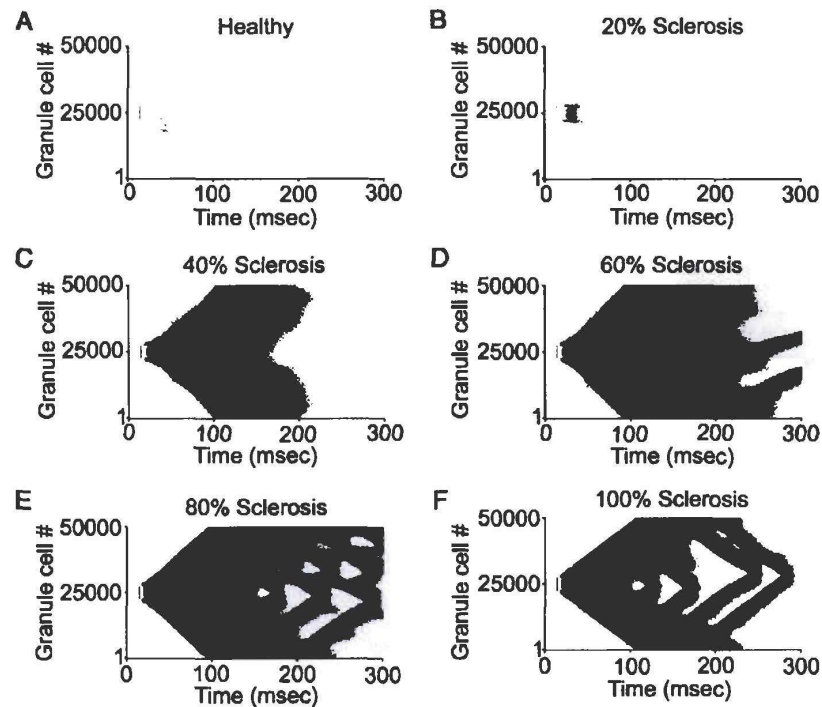 A
Healthy
Granule cell #
50000
25000
1
0 100 200 300
Time (msec)
B
20% Sclerosis
Granule cell #
50000
25000
1
0 100 200 300
Time (msec)
C
40% Sclerosis
Granule cell #
50000
25000
1
0 100 200 300
Time (msec)
D
60% Sclerosis
Granule cell #
50000
25000
1
0 100 200 300
Time (msec)
E
80% Sclerosis
Granule cell #
50000
25000
1
0 100 200 300
Time (msec)
F
100% Sclerosis
Granule cell #
50000
25000
1
0 100 200 300
Time (msec)